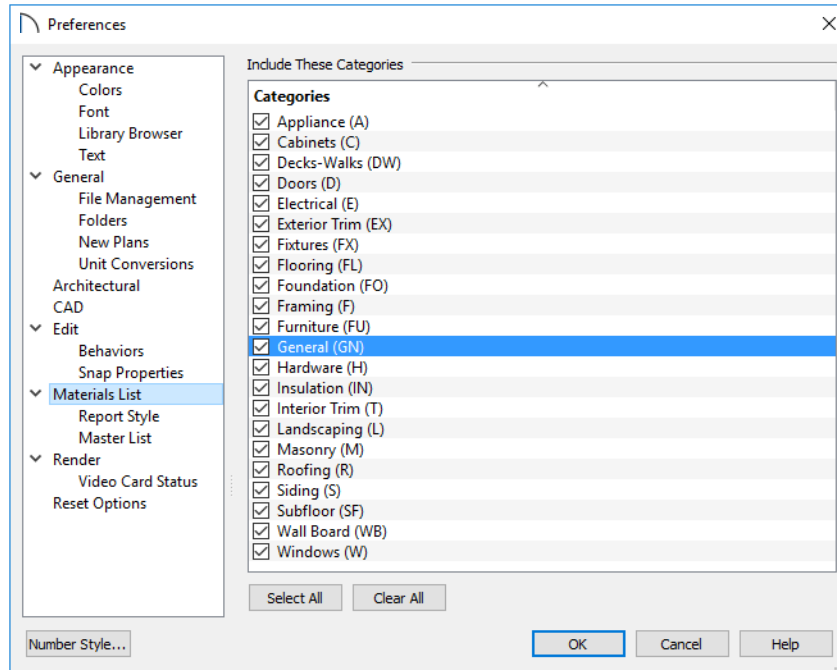 Preferences
Appearance
Colors
Font
Library Browser
Text
General
File Management
Folders
New Plans
Unit Conversions
Architectural
CAD
Edit
Behaviors
Snap Properties
Materials List
Report Style
Master List
Render
Video Card Status
Reset Options
Include These Categories
Categories
Appliance (A)
Cabinets (C)
Decks-Walks (DW)
Doors (D)
Electrical (E)
Exterior Trim (EX)
Fixtures (FX)
Flooring (FL)
Foundation (FO)
Framing (F)
Furniture (FU)
General (GN)
Hardware (H)
Insulation (IN)
Interior Trim (T)
Landscaping (L)
Masonry (M)
Roofing (R)
Siding (S)
Subfloor (SF)
Wall Board (WB)
Windows (W)
Select All Clear All
Number Style... OK Cancel Help